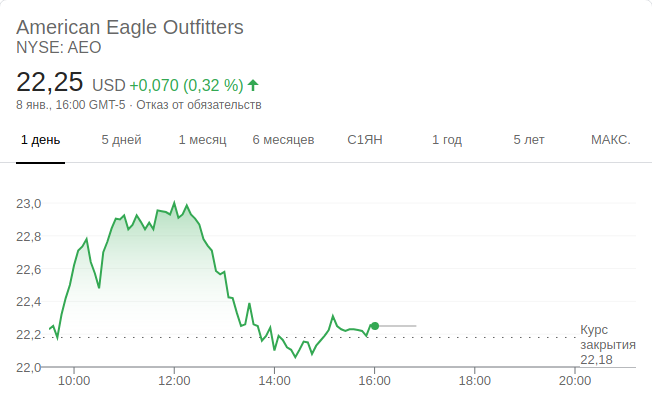 American Eagle Outfitters
NYSE: AEO
22,25 USD +0,070 (0,32 %)
8 янв., 16:00 GMT-5 · Отказ от обязательств
1 день 5 дней 1 месяц 6 месяцев С1ЯН 1 год 5 лет МАКС.
23,0
22,8
22,6
22,4
22,2
22,0
Курс
закрытия
22,18
10:00 12:00 14:00 16:00 18:00 20:00